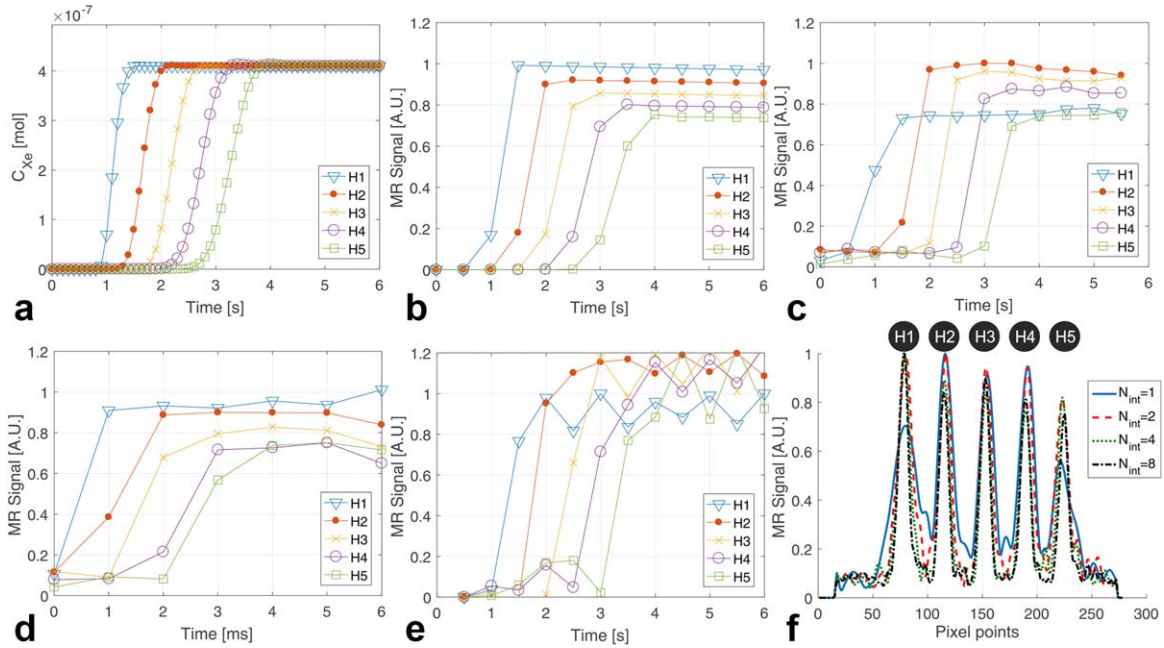 ×10⁻⁷
4
3
2
1
0
C_Xe [mol]
0 1 2 3 4 5 6
Time [s]
H1
H2
H3
H4
H5
a
1.2
1
0.8
0.6
0.4
0.2
0
MR Signal [A.U.]
0 1 2 3 4 5 6
Time [s]
H1
H2
H3
H4
H5
b
1.2
1
0.8
0.6
0.4
0.2
0
MR Signal [A.U.]
0 1 2 3 4 5 6
Time [s]
H1
H2
H3
H4
H5
c
1.2
1
0.8
0.6
0.4
0.2
0
MR Signal [A.U.]
0 1 2 3 4 5 6
Time [ms]
H1
H2
H3
H4
H5
d
1.2
1
0.8
0.6
0.4
0.2
0
MR Signal [A.U.]
0 1 2 3 4 5 6
Time [s]
H1
H2
H3
H4
H5
e
H1 H2 H3 H4 H5
1.2
1
0.8
0.6
0.4
0.2
0
MR Signal [A.U.]
0 50 100 150 200 250 300
Pixel points
N_int=1
N_int=2
N_int=4
N_int=8
f